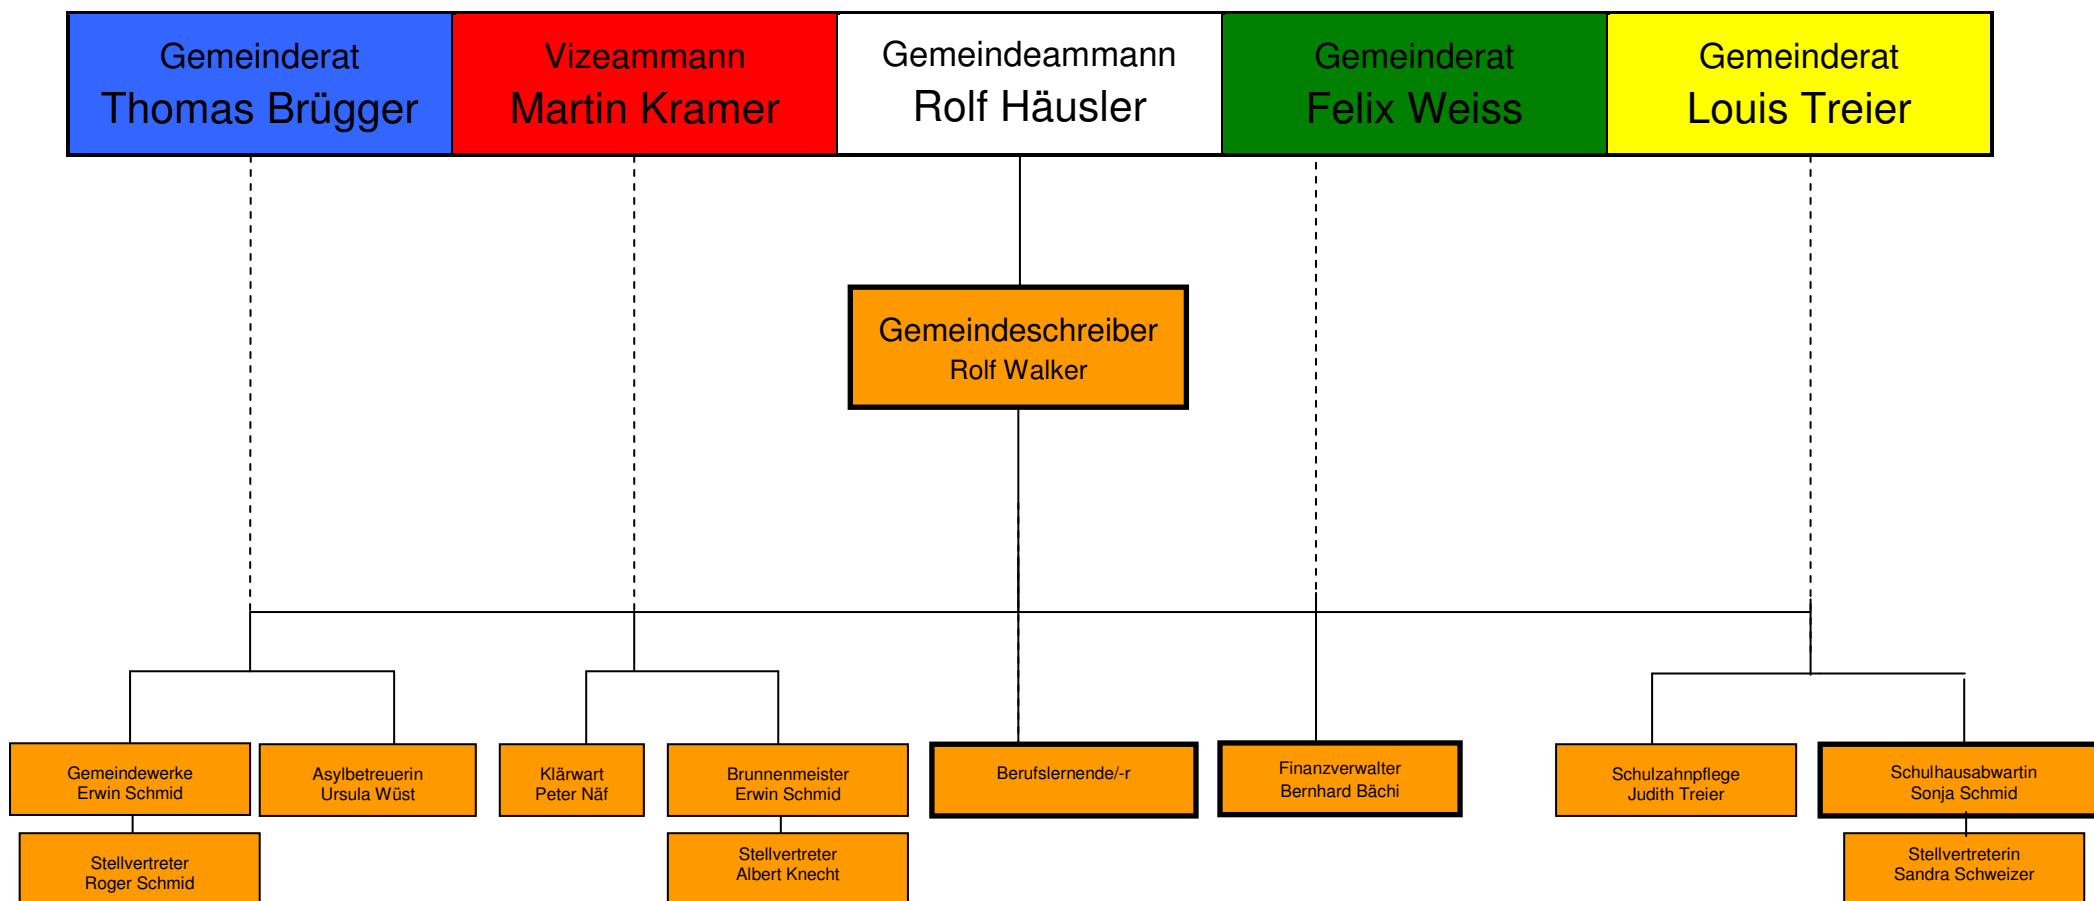 Gemeinderat
Thomas Brügger
Vizeammann
Martin Kramer
Gemeindeammann
Rolf Häusler
Gemeinderat
Felix Weiss
Gemeinderat
Louis Treier
Gemeindeschreiber
Rolf Walker
Gemeindewerke
Erwin Schmid
Asylbetreuerin
Ursula Wüst
Klärwart
Peter Näf
Brunnenmeister
Erwin Schmid
Berufslernende/-r
Finanzverwalter
Bernhard Bächi
Schulzahnpflege
Judith Treier
Schulhausabwartin
Sonja Schmid
Stellvertreter
Roger Schmid
Stellvertreter
Albert Knecht
Stellvertreterin
Sandra Schweizer